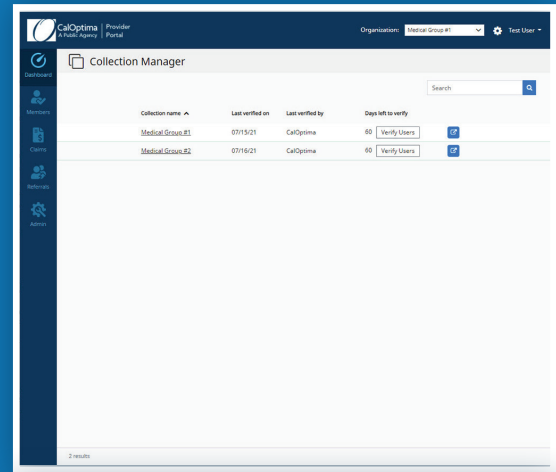 CalOptima Provider
A Public Agency Portal
Organization: Medical Group #1 Test User
Dashboard
Members
Claims
Referrals
Admin
Collection Manager
Search
Collection name Last verified on Last verified by Days left to verify
Medical Group #1 07/15/21 CalOptima 60 Verify Users
Medical Group #2 07/16/21 CalOptima 60 Verify Users
2 results